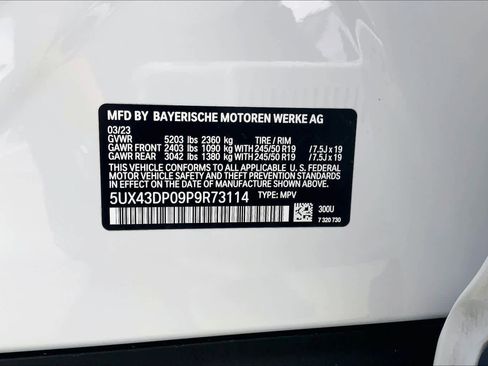 MFD BY BAYERISCHE MOTOREN WERKE AG
03/23
GVWR 5203 lbs 2360 kg TIRE / RIM
GAWR FRONT 2403 lbs 1090 kg WITH 245/50 R19 /7.5J x 19
GAWR REAR 3042 lbs 1380 kg WITH 245/50 R19 /7.5J x 19
THIS VEHICLE CONFORMS TO ALL APPLICABLE U. S. FEDERAL
MOTOR VEHICLE SAFETY, BUMPER, AND THEFT PREVENTION
STANDARDS IN EFFECT ON THE DATE OF MANUFACTURE SHOWN ABOVE.
5UX43DP09P9R73114 TYPE: MPV
300U
7 320 730